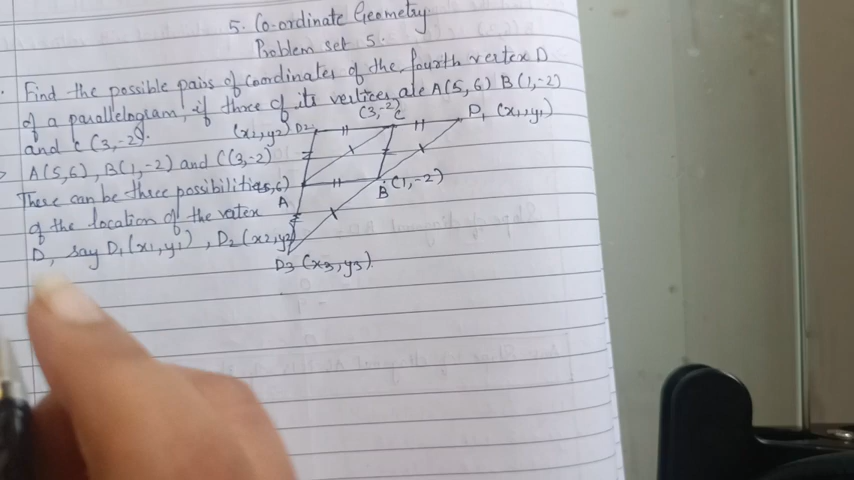 5. Co-ordinate Geometry.
Problem set 5.
Find the possible pairs of coordinates of the fourth vertex D
of a parallelogram, if three of its vertices are A(5,6) B(1,-2)
and C(3,-2).
(3,-2)
(x2,y2) D2
C
D1 (x1,y1)
A(5,6), B(1,-2) and C(3,-2)
There can be three possibilities
(5,6)
A
B (1,-2)
of the location of the vertex
D, say D1(x1,y1), D2(x2,y2)
D3 (x3,y3).